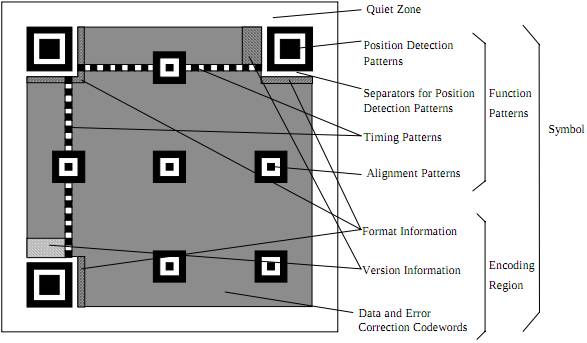 Quiet Zone
Position Detection
Patterns
Separators for Position
Detection Patterns
Timing Patterns
Alignment Patterns
Function
Patterns
Symbol
Format Information
Version Information
Encoding
Region
Data and Error
Correction Codewords